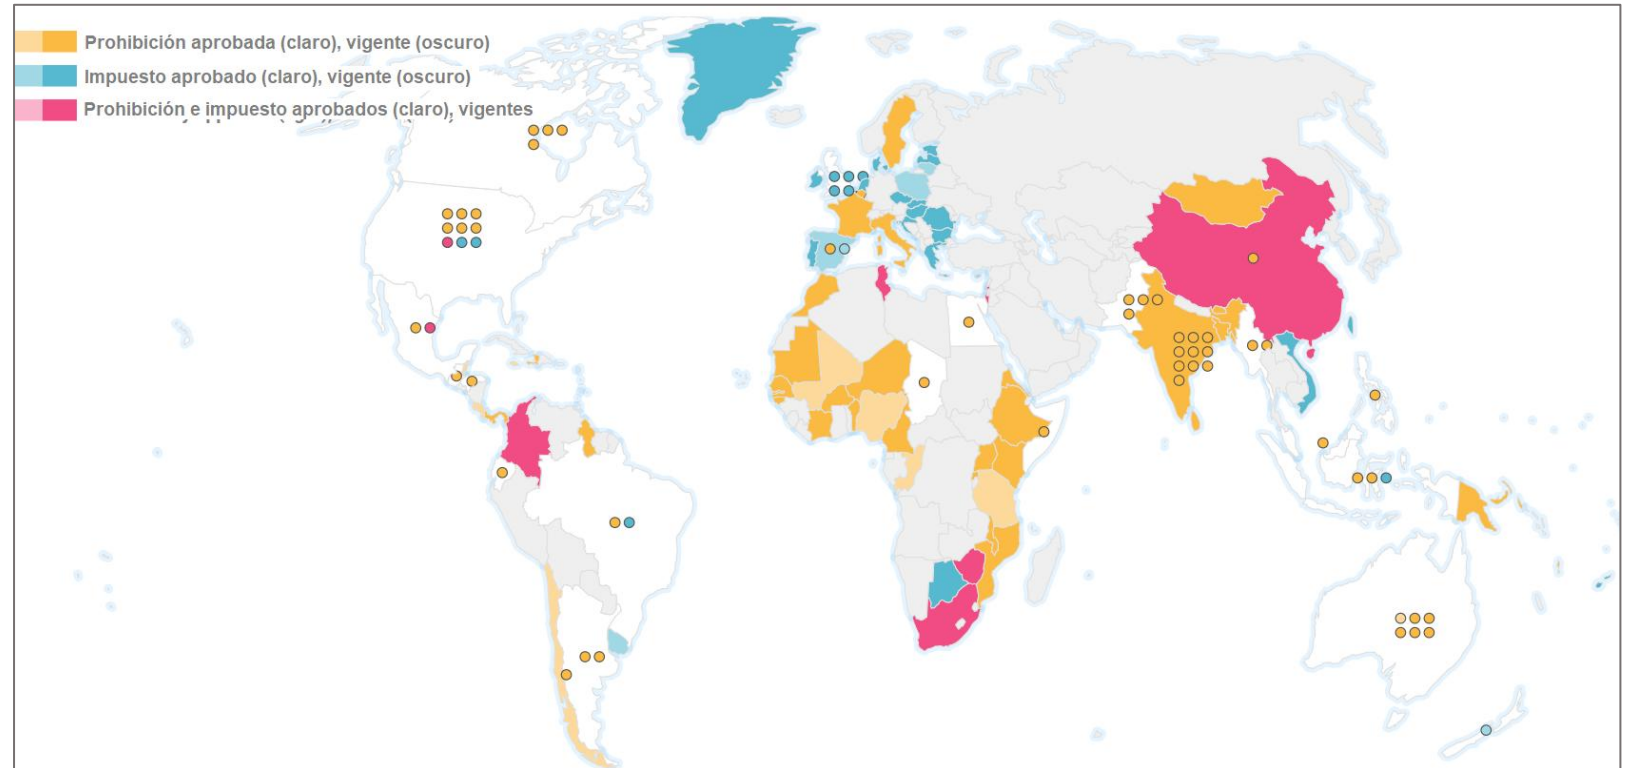 Prohibición aprobada (claro), vigente (oscuro)
Impuesto aprobado (claro), vigente (oscuro)
Prohibición e impuesto aprobados (claro), vigentes